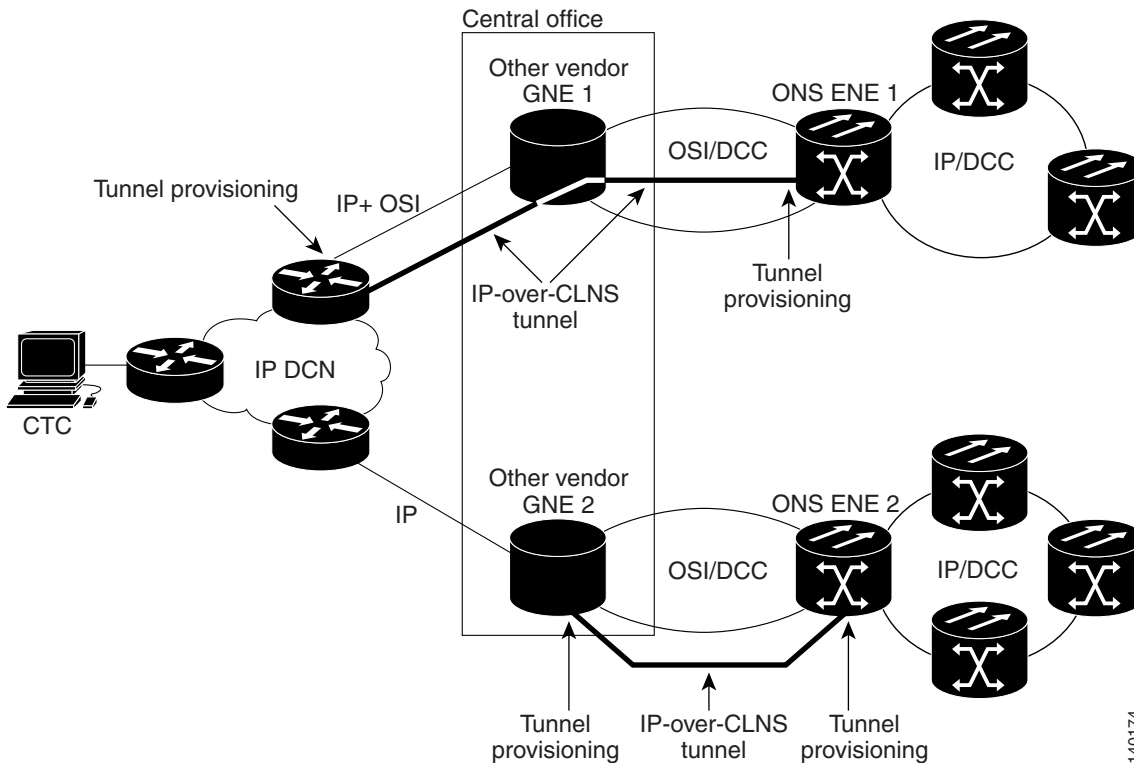 Central office
Other vendor
GNE 1
ONS ENE 1
OSI/DCC
IP/DCC
Tunnel provisioning
IP+ OSI
IP-over-CLNS
tunnel
Tunnel
provisioning
IP DCN
CTC
Other vendor
GNE 2
ONS ENE 2
IP
OSI/DCC
IP/DCC
Tunnel
provisioning
IP-over-CLNS
tunnel
Tunnel
provisioning
140174